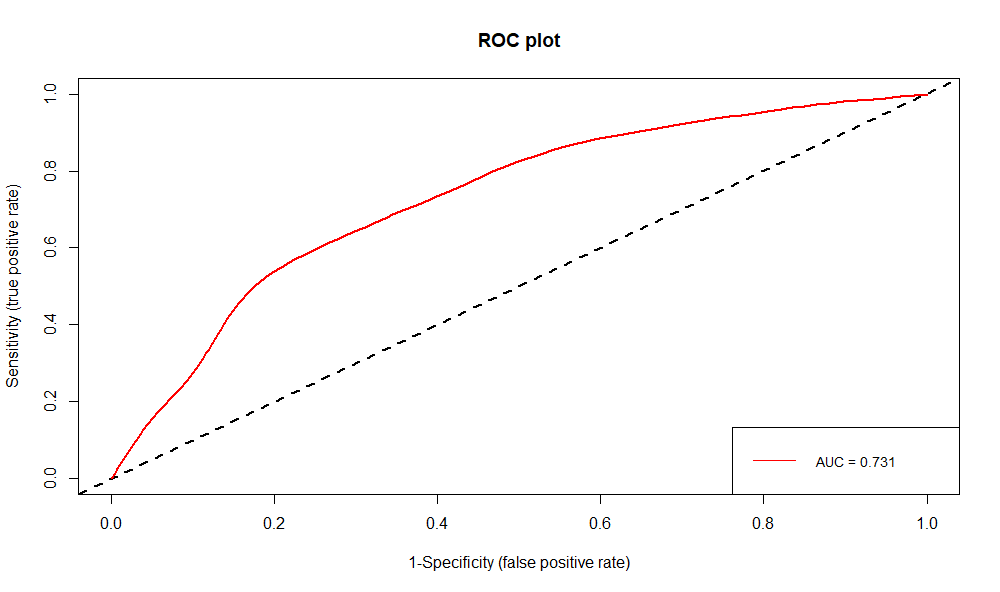 ROC plot
Sensitivity (true positive rate)
1.0
0.8
0.6
0.4
0.2
0.0
AUC = 0.731
0.0 0.2 0.4 0.6 0.8 1.0
1-Specificity (false positive rate)